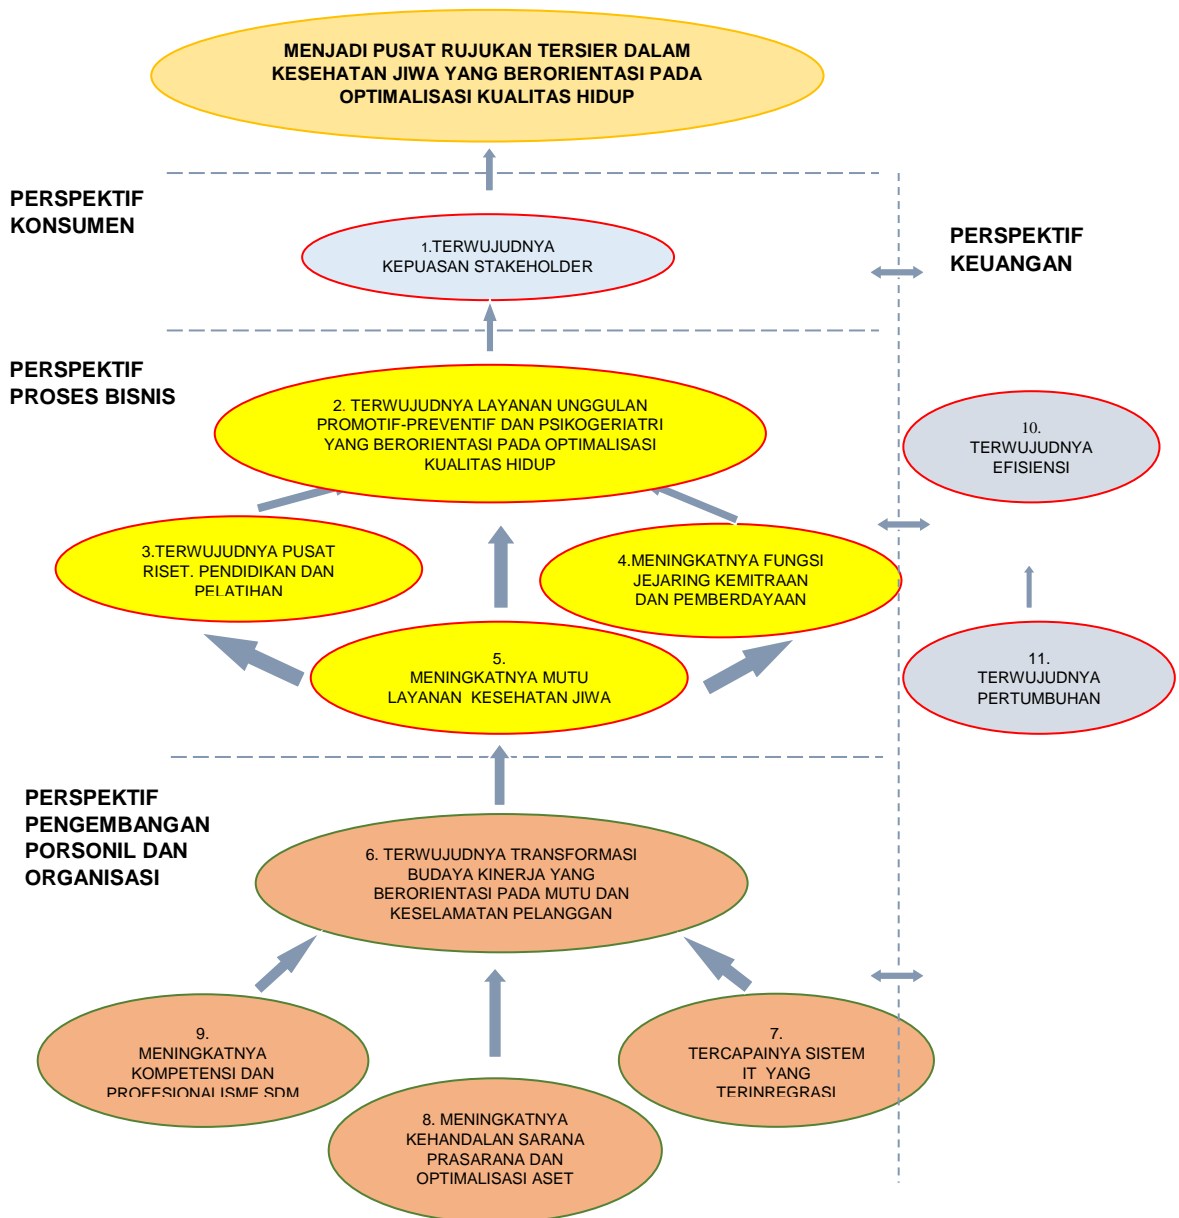 MENJADI PUSAT RUJUKAN TERSIER DALAM
KESEHATAN JIWA YANG BERORIENTASI PADA
OPTIMALISASI KUALITAS HIDUP
PERSPEKTIF
KONSUMEN
1.TERWUJUDNYA
KEPUASAN STAKEHOLDER
PERSPEKTIF
KEUANGAN
PERSPEKTIF
PROSES BISNIS
2. TERWUJUDNYA LAYANAN UNGGULAN
PROMOTIF-PREVENTIF DAN PSIKOGERIATRI
YANG BERORIENTASI PADA OPTIMALISASI
KUALITAS HIDUP
10.
TERWUJUDNYA
EFISIENSI
3.TERWUJUDNYA PUSAT
RISET. PENDIDIKAN DAN
PELATIHAN
4.MENINGKATNYA FUNGSI
JEJARING KEMITRAAN
DAN PEMBERDAYAAN
5.
MENINGKATNYA MUTU
LAYANAN KESEHATAN JIWA
11.
TERWUJUDNYA
PERTUMBUHAN
PERSPEKTIF
PENGEMBANGAN
PORSONIL DAN
ORGANISASI
6. TERWUJUDNYA TRANSFORMASI
BUDAYA KINERJA YANG
BERORIENTASI PADA MUTU DAN
KESELAMATAN PELANGGAN
9.
MENINGKATNYA
KOMPETENSI DAN
PROFESIONALISME SDM
8. MENINGKATNYA
KEHANDALAN SARANA
PRASARANA DAN
OPTIMALISASI ASET
7.
TERCAPAINYA SISTEM
IT YANG
TERINREGRASI